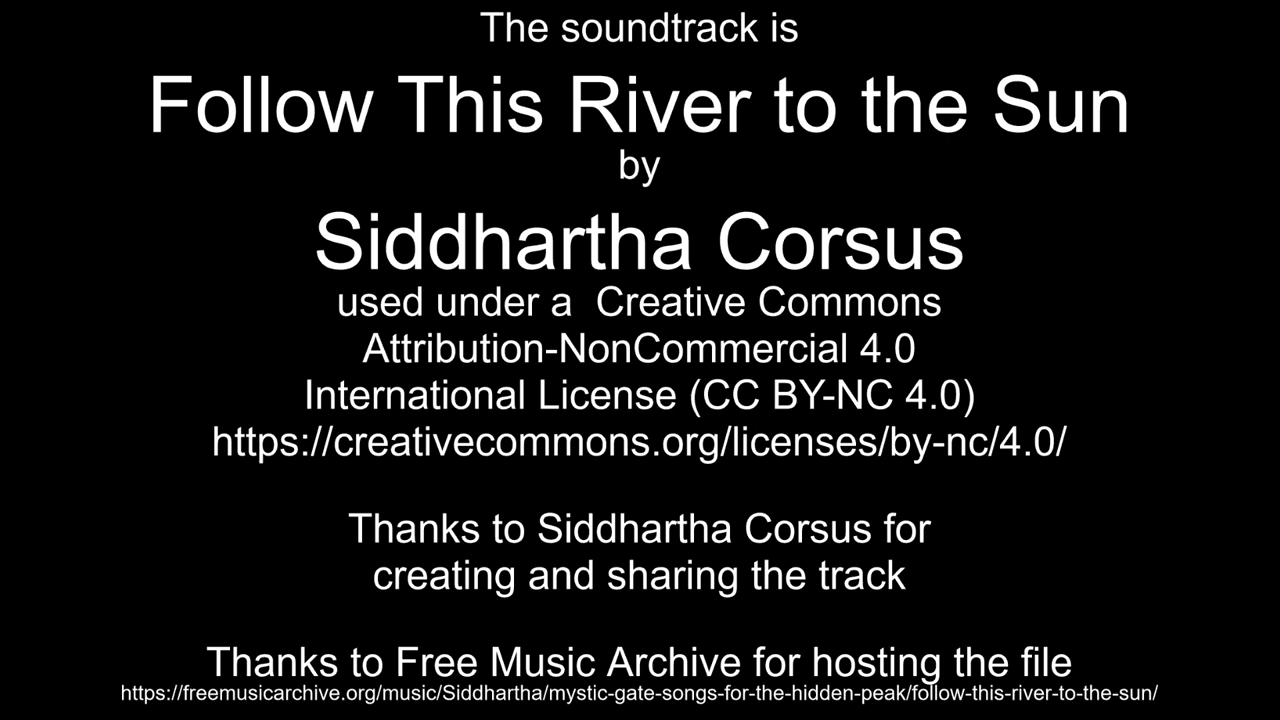 The soundtrack is
Follow This River to the Sun
by
Siddhartha Corsus
used under a  Creative Commons
Attribution-NonCommercial 4.0
International License (CC BY-NC 4.0)
https://creativecommons.org/licenses/by-nc/4.0/
Thanks to Siddhartha Corsus for
creating and sharing the track
Thanks to Free Music Archive for hosting the file
https://freemusicarchive.org/music/Siddhartha/mystic-gate-songs-for-the-hidden-peak/follow-this-river-to-the-sun/